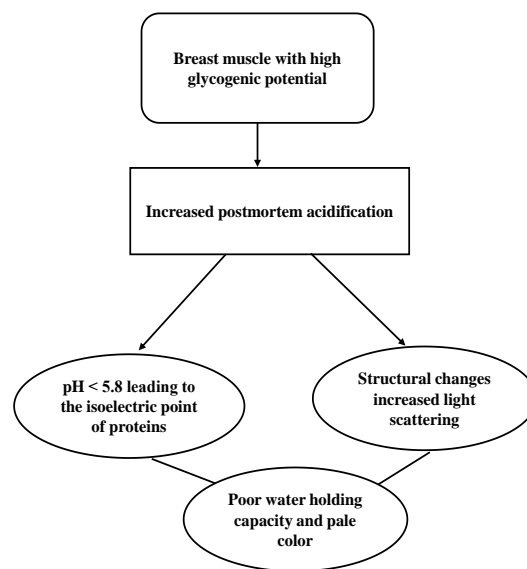 Breast muscle with high
glycogenic potential
Increased postmortem acidification
pH < 5.8 leading to
the isoelectric point
of proteins
Structural changes
increased light
scattering
Poor water holding
capacity and pale
color